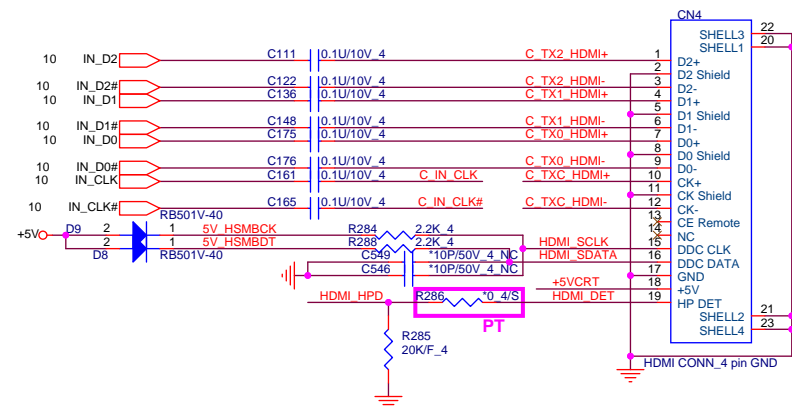 CN4
22
SHELL3
20
SHELL1
10 IN_D2 C111 0.1U/10V_4 C_TX2_HDMI+ 1 D2+
2 D2 Shield
10 IN_D2# C122 0.1U/10V_4 C_TX2_HDMI- 3 D2-
10 IN_D1 C136 0.1U/10V_4 C_TX1_HDMI+ 4 D1+
5 D1 Shield
10 IN_D1# C148 0.1U/10V_4 C_TX1_HDMI- 6 D1-
10 IN_D0 C175 0.1U/10V_4 C_TX0_HDMI+ 7 D0+
8 D0 Shield
10 IN_D0# C176 0.1U/10V_4 C_TX0_HDMI- 9 D0-
10 IN_CLK C161 0.1U/10V_4 C_IN_CLK C_TXC_HDMI+ 10 CK+
11 CK Shield
10 IN_CLK# C165 0.1U/10V_4 C_IN_CLK# C_TXC_HDMI- 12 CK-
RB501V-40
13 CE Remote
+5V D9 2 1 5V_HSMBCK R284 2.2K_4 14 NC
2 1 5V_HSMBDT R288 2.2K_4 HDMI_SCLK 15 DDC CLK
D8 RB501V-40 C549 *10P/50V_4_NC HDMI_SDATA 16 DDC DATA
C546 *10P/50V_4_NC 17 GND
+5VCRT 18 +5V
HDMI_HPD R286 *0_4/S HDMI_DET 19 HP DET
21
SHELL2
PT
23
SHELL4
R285
20K/F_4
HDMI CONN_4 pin GND